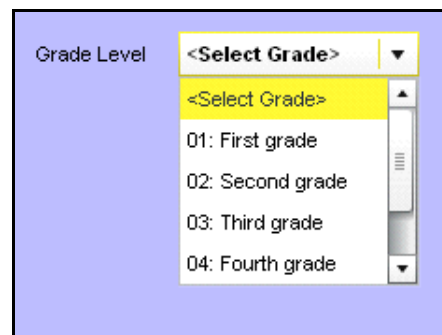 Grade Level <Select Grade>
<Select Grade>
01: First grade
02: Second grade
03: Third grade
04: Fourth grade